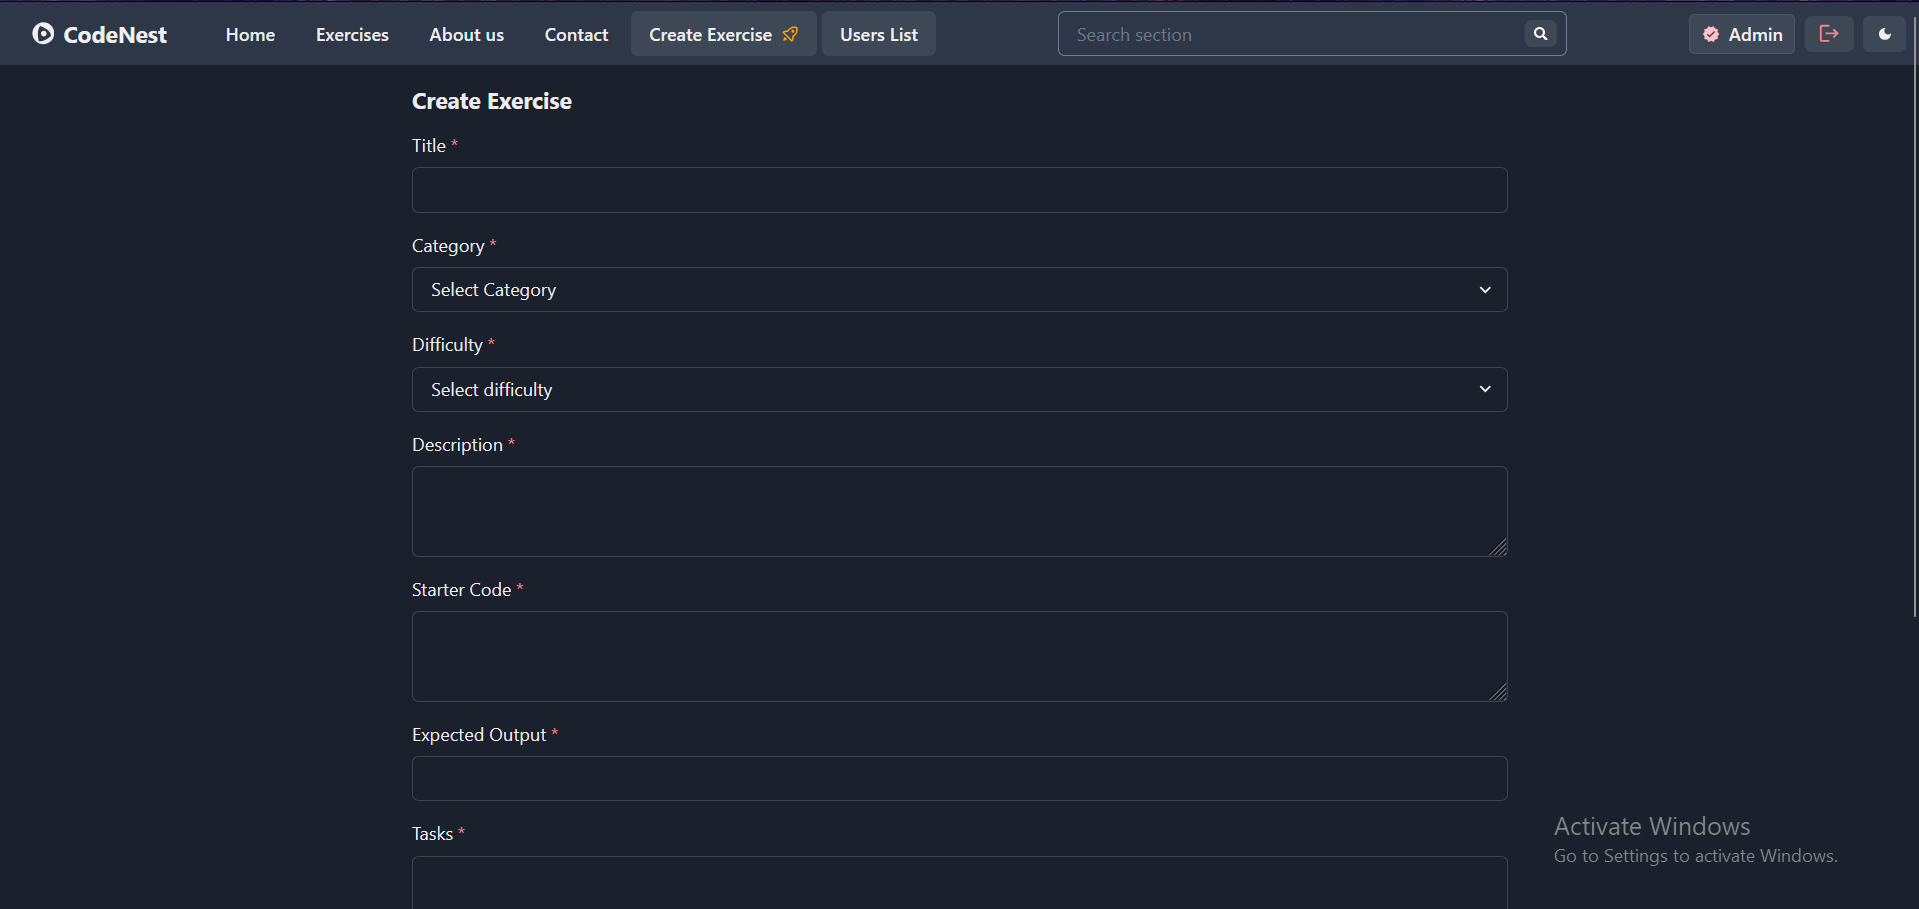 CodeNest Home Exercises About us Contact Create Exercise Users List Search section Admin
Create Exercise
Title *
Category *
Select Category
Difficulty *
Select difficulty
Description *
Starter Code *
Expected Output *
Tasks *
Activate Windows
Go to Settings to activate Windows.